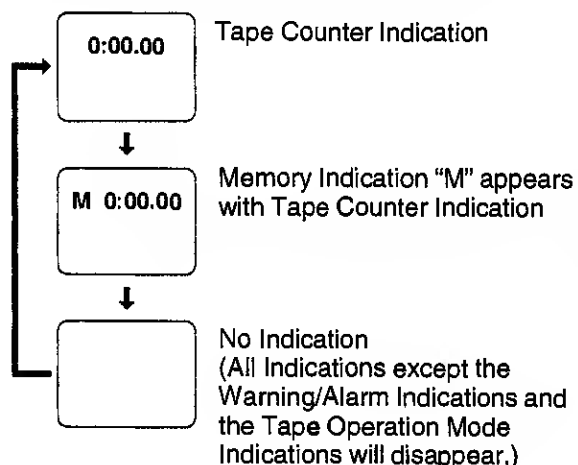 0:00.00
Tape Counter Indication
M 0:00.00
Memory Indication “M” appears
with Tape Counter Indication
No Indication
(All Indications except the
Warning/Alarm Indications and
the Tape Operation Mode
Indications will disappear.)